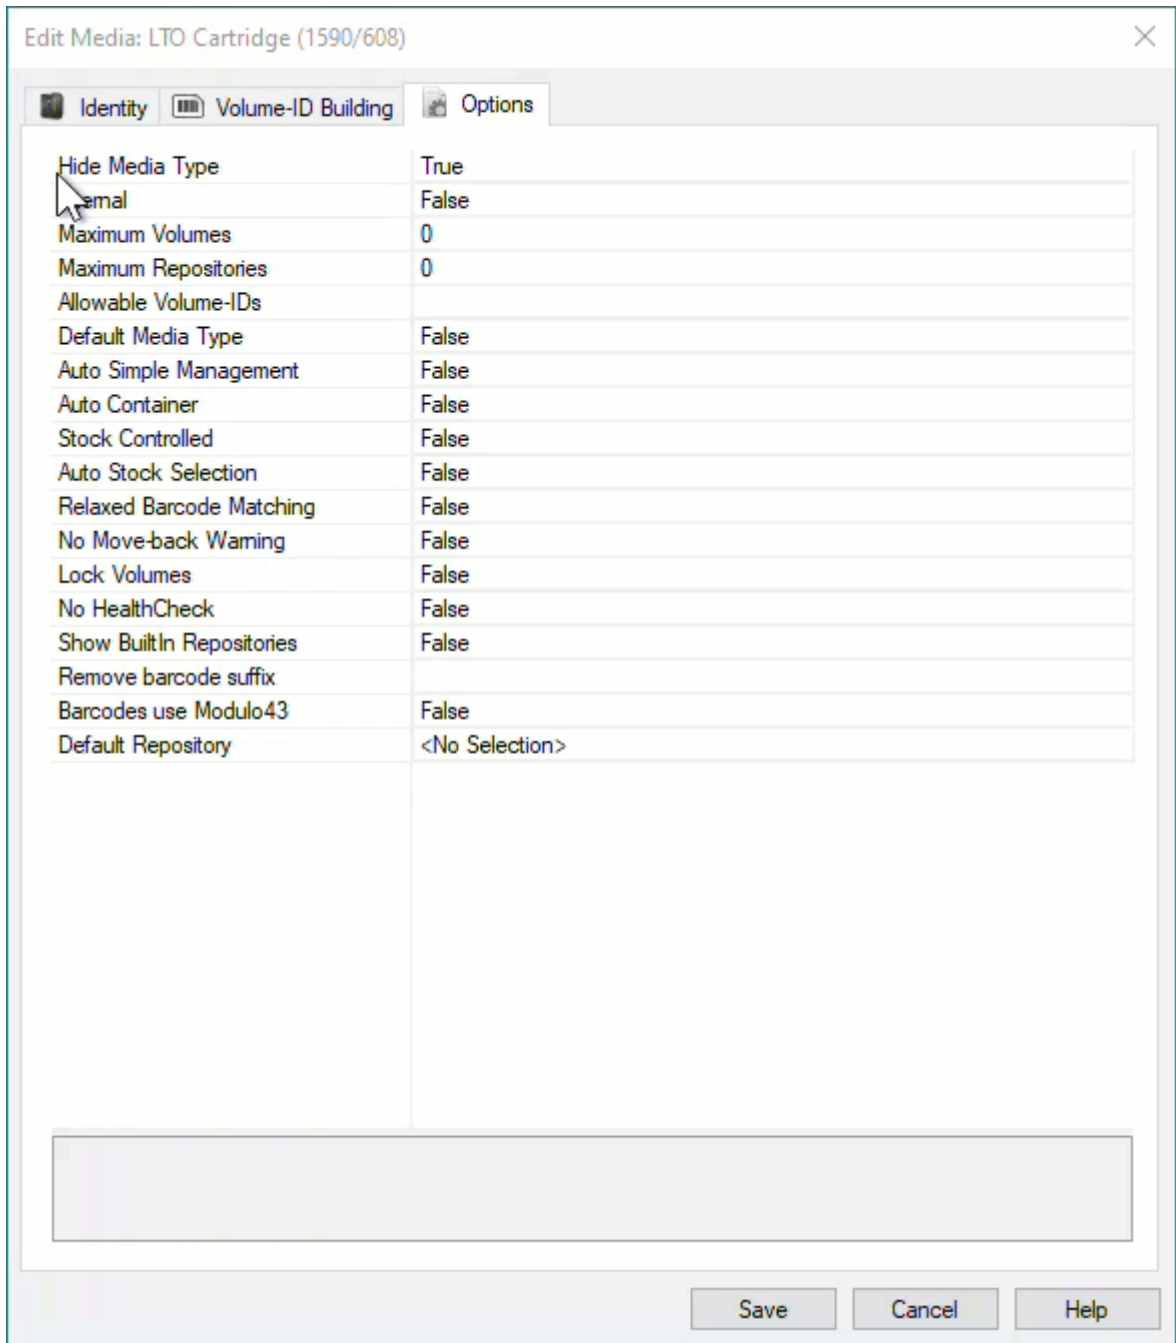 Edit Media: LTO Cartridge (1590/608)
Identity Volume-ID Building Options
Hide Media Type True
False
Maximum Volumes 0
Maximum Repositories 0
Allowable Volume-IDs
Default Media Type False
Auto Simple Management False
Auto Container False
Stock Controlled False
Auto Stock Selection False
Relaxed Barcode Matching False
No Move-back Warning False
Lock Volumes False
No HealthCheck False
Show BuiltIn Repositories False
Remove barcode suffix
Barcodes use Modulo43 False
Default Repository <No Selection>
Save Cancel Help